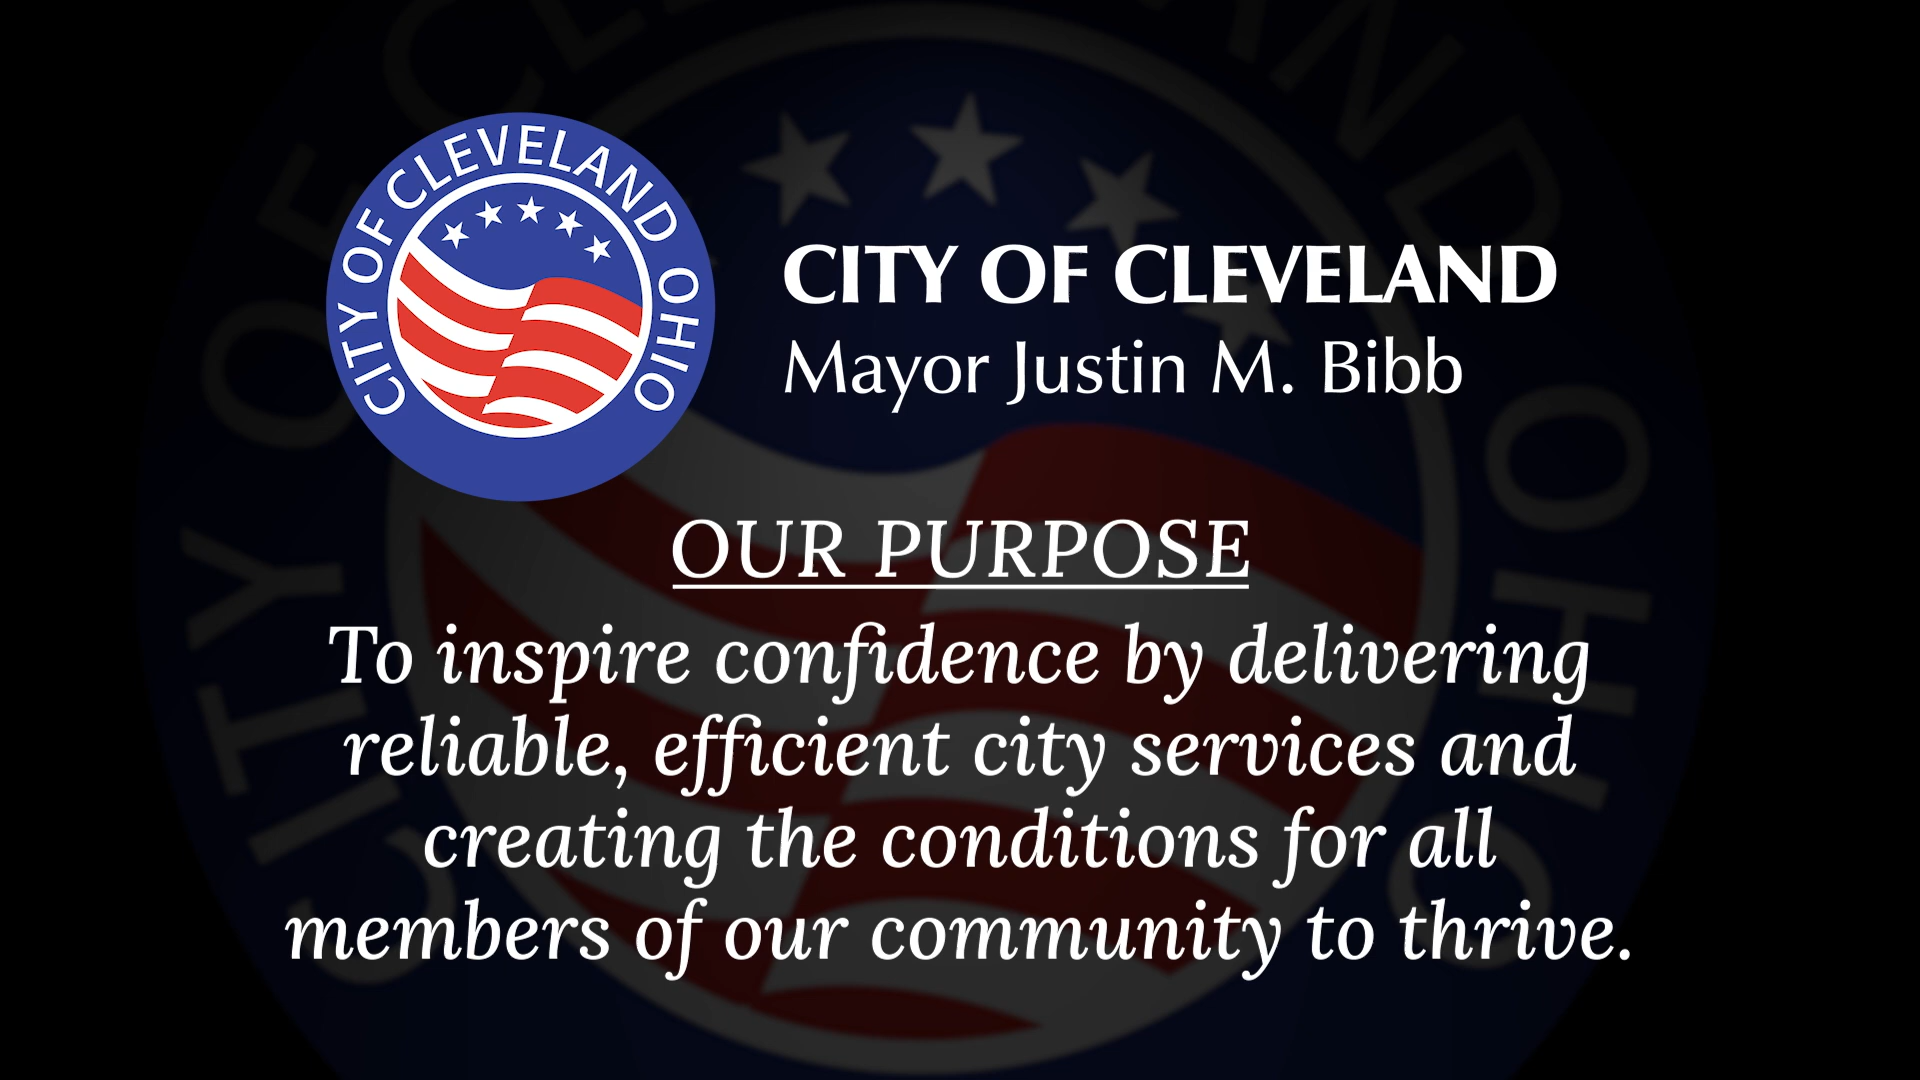 CITY OF CLEVELAND OHIO
CITY OF CLEVELAND
Mayor Justin M. Bibb
OUR PURPOSE
To inspire confidence by delivering
reliable, efficient city services and
creating the conditions for all
members of our community to thrive.